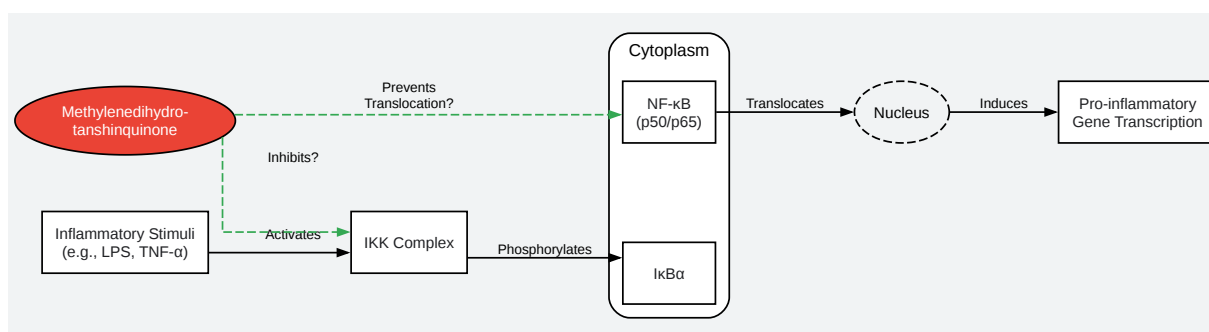 Cytoplasm
Prevents
Translocation?
Methylenedihydro-
tanshinquinone
NF-κB
(p50/p65)
Translocates
Nucleus
Induces
Pro-inflammatory
Gene Transcription
Inhibits?
Inflammatory Stimuli
(e.g., LPS, TNF-α)
Activates
IKK Complex
Phosphorylates
IκBα